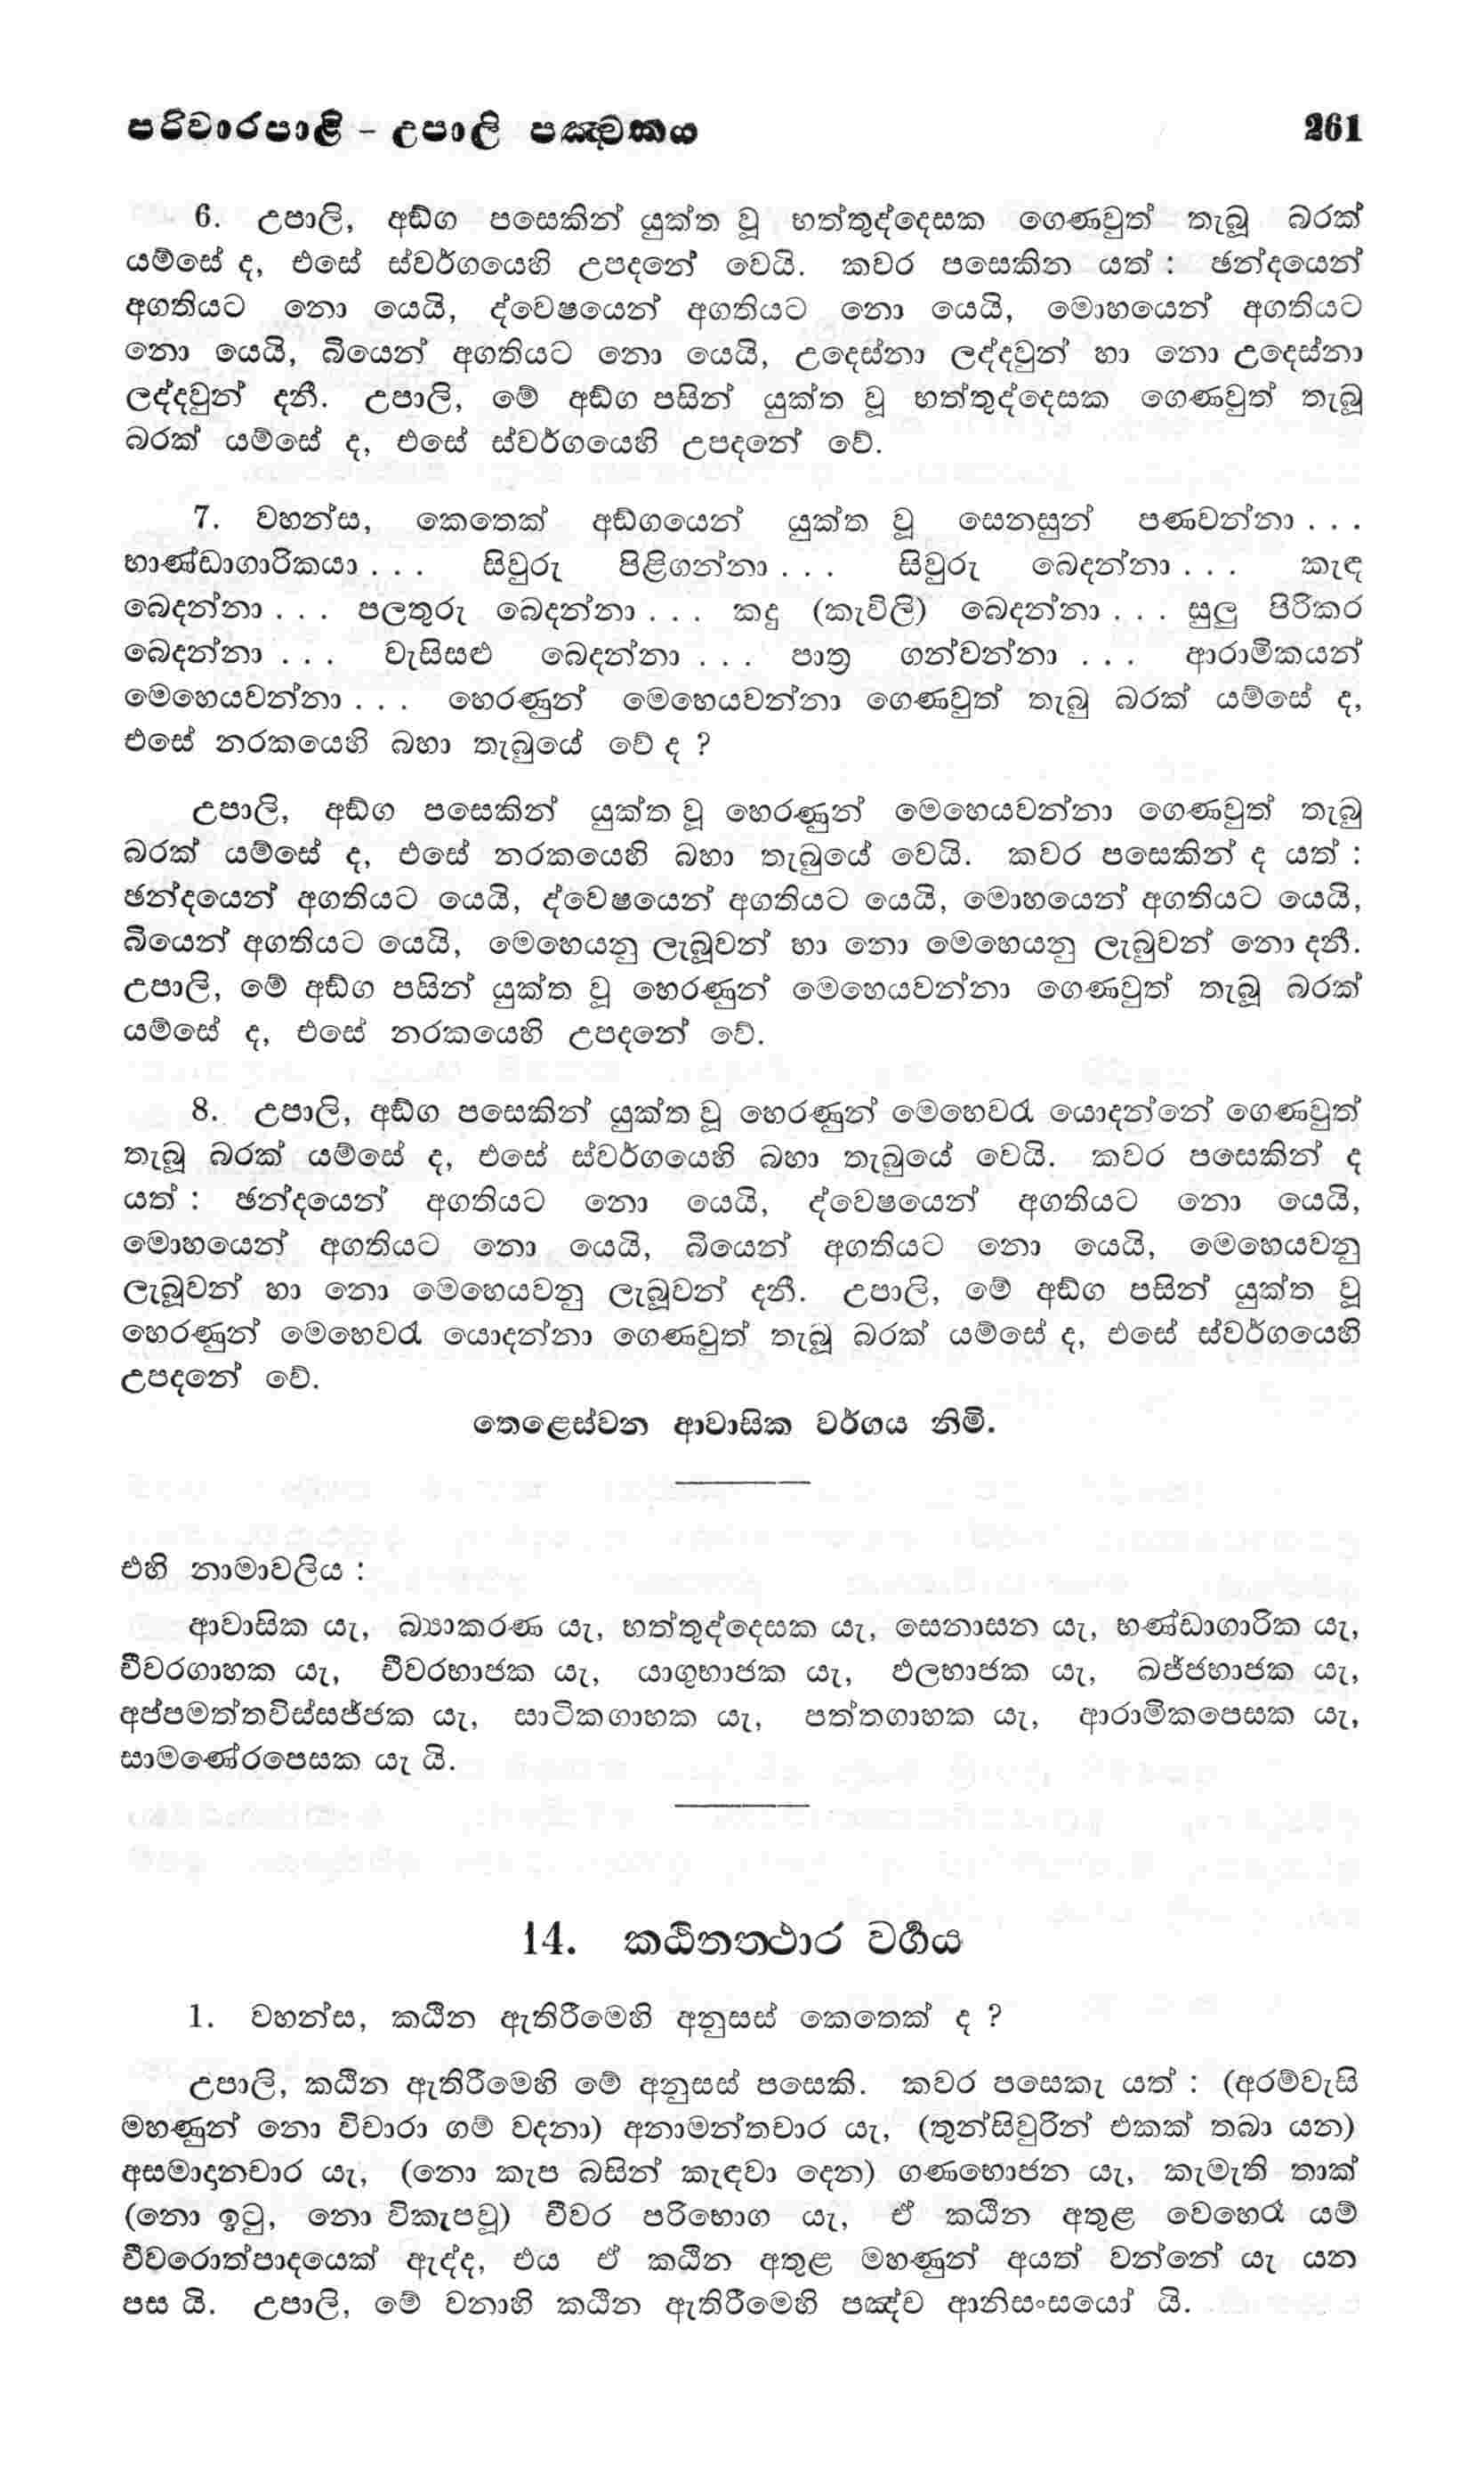 පරිවාරපාළි - උපාලි පඤ්චකය 261
6. උපාලි, අඞ්ග පසෙකින් යුක්ත වූ භත්තුද්දෙසක ගෙණවුත් තැබූ බරක්
යම්සේ ද, එසේ ස්වර්ගයෙහි උපදනේ වෙයි. කවර පසෙකින යත් : ඡන්දයෙන්
අගතියට නො යෙයි, ද්වෙෂයෙන් අගතියට නො යෙයි, මොහයෙන් අගතියට
නො යෙයි, බියෙන් අගතියට නො යෙයි, උදෙස්නා ලද්දවුන් හා නො උදෙස්නා
ලද්දවුන් දනී. උපාලි, මේ අඞ්ග පසින් යුක්ත වූ භත්තුද්දෙසක ගෙණවුත් තැබූ
බරක් යම්සේ ද, එසේ ස්වර්ගයෙහි උපදනේ වේ.
7. වහන්ස, කෙතෙක් අඞ්ගයෙන් යුක්ත වූ සෙනසුන් පණවන්නා . . .
භාණ්ඩාගාරිකයා . . . සිවුරු පිළිගන්නා . . . සිවුරු බෙදන්නා . . . කැඳ
බෙදන්නා . . . පලතුරු බෙදන්නා . . . කදු (කැවිලි) බෙදන්නා . . . සුලු පිරිකර
බෙදන්නා . . . වැසිසළු බෙදන්නා . . . පාත්‍ර ගන්වන්නා . . . ආරාමිකයන්
මෙහෙයවන්නා . . . හෙරණුන් මෙහෙයවන්නා ගෙණවුත් තැබු බරක් යම්සේ ද,
එසේ නරකයෙහි බහා තැබුයේ වේ ද ?
උපාලි, අඞ්ග පසෙකින් යුක්ත වූ හෙරණුන් මෙහෙයවන්නා ගෙණවුත් තැබු
බරක් යම්සේ ද, එසේ නරකයෙහි බහා තැබුයේ වෙයි. කවර පසෙකින් ද යත් :
ඡන්දයෙන් අගතියට යෙයි, ද්වෙෂයෙන් අගතියට යෙයි, මොහයෙන් අගතියට යෙයි,
බියෙන් අගතියට යෙයි, මෙහෙයනු ලැබූවන් හා නො මෙහෙයනු ලැබුවන් නො දනී.
උපාලි, මේ අඞ්ග පසින් යුක්ත වූ හෙරණුන් මෙහෙයවන්නා ගෙණවුත් තැබූ බරක්
යම්සේ ද, එසේ නරකයෙහි උපදනේ වේ.
8. උපාලි, අඞ්ග පසෙකින් යුක්ත වූ හෙරණුන් මෙහෙවරැ යොදන්නේ ගෙණවුත්
තැබූ බරක් යම්සේ ද, එසේ ස්වර්ගයෙහි බහා තැබුයේ වෙයි. කවර පසෙකින් ද
යත් : ඡන්දයෙන් අගතියට නො යෙයි, ද්වෙෂයෙන් අගතියට නො යෙයි,
මොහයෙන් අගතියට නො යෙයි, බියෙන් අගතියට නො යෙයි, මෙහෙයවනු
ලැබූවන් හා නො මෙහෙයවනු ලැබූවන් දනී. උපාලි, මේ අඞ්ග පසින් යුක්ත වූ
හෙරණුන් මෙහෙවරැ යොදන්නා ගෙණවුත් තැබූ බරක් යම්සේ ද, එසේ ස්වර්ගයෙහි
උපදනේ වේ.
තෙළෙස්වන ආවාසික වර්ගය නිමි.
එහි නාමාවලිය :
ආවාසික යැ, බ්‍යාකරණ යැ, භත්තුද්දෙසක යැ, සෙනාසන යැ, භණ්ඩාගාරික යැ,
චීවරගාහක යැ, චීවරභාජක යැ, යාගුභාජක යැ, ඵලභාජක යැ, ඛජ්ජභාජක යැ,
අප්පමත්තවිස්සජ්ජක යැ, සාටිකගාහක යැ, පත්තගාහක යැ, ආරාමිකපෙසක යැ,
සාමණේරපෙසක යැ යි.
14. කඨිනත්‍ථාර වර්‍ගය
1. වහන්ස, කඨින ඇතිරීමෙහි අනුසස් කෙතෙක් ද ?
උපාලි, කඨින ඇතිරීමෙහි මේ අනුසස් පසෙකි. කවර පසෙකැ යත් : (අරම්වැසි
මහණුන් නො විචාරා ගම් වදනා) අනාමන්තචාර යැ, (තුන්සිවුරින් එකක් තබා යන)
අසමාදානචාර යැ, (නො කැප බසින් කැඳවා දෙන) ගණභොජන යැ, කැමැති තාක්
(නො ඉටු, නො විකැපවූ) චීවර පරිභොග යැ, ඒ කඨින අතුළ වෙහෙරැ යම්
චීවරොත්පාදයෙක් ඇද්ද, එය ඒ කඨින අතුළ මහණුන් අයත් වන්නේ යැ යන
පස යි. උපාලි, මේ වනාහි කඨින ඇතිරීමෙහි පඤ්ච ආනිසංසයෝ යි.